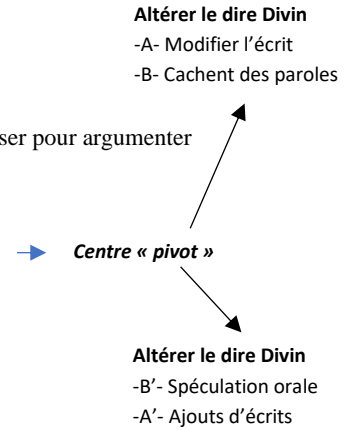 Altérer le dire Divin
-A- Modifier l’écrit
-B- Cachent des paroles
ser pour argumenter
Centre « pivot »
Altérer le dire Divin
-B’- Spéculation orale
-A’- Ajouts d’écrits